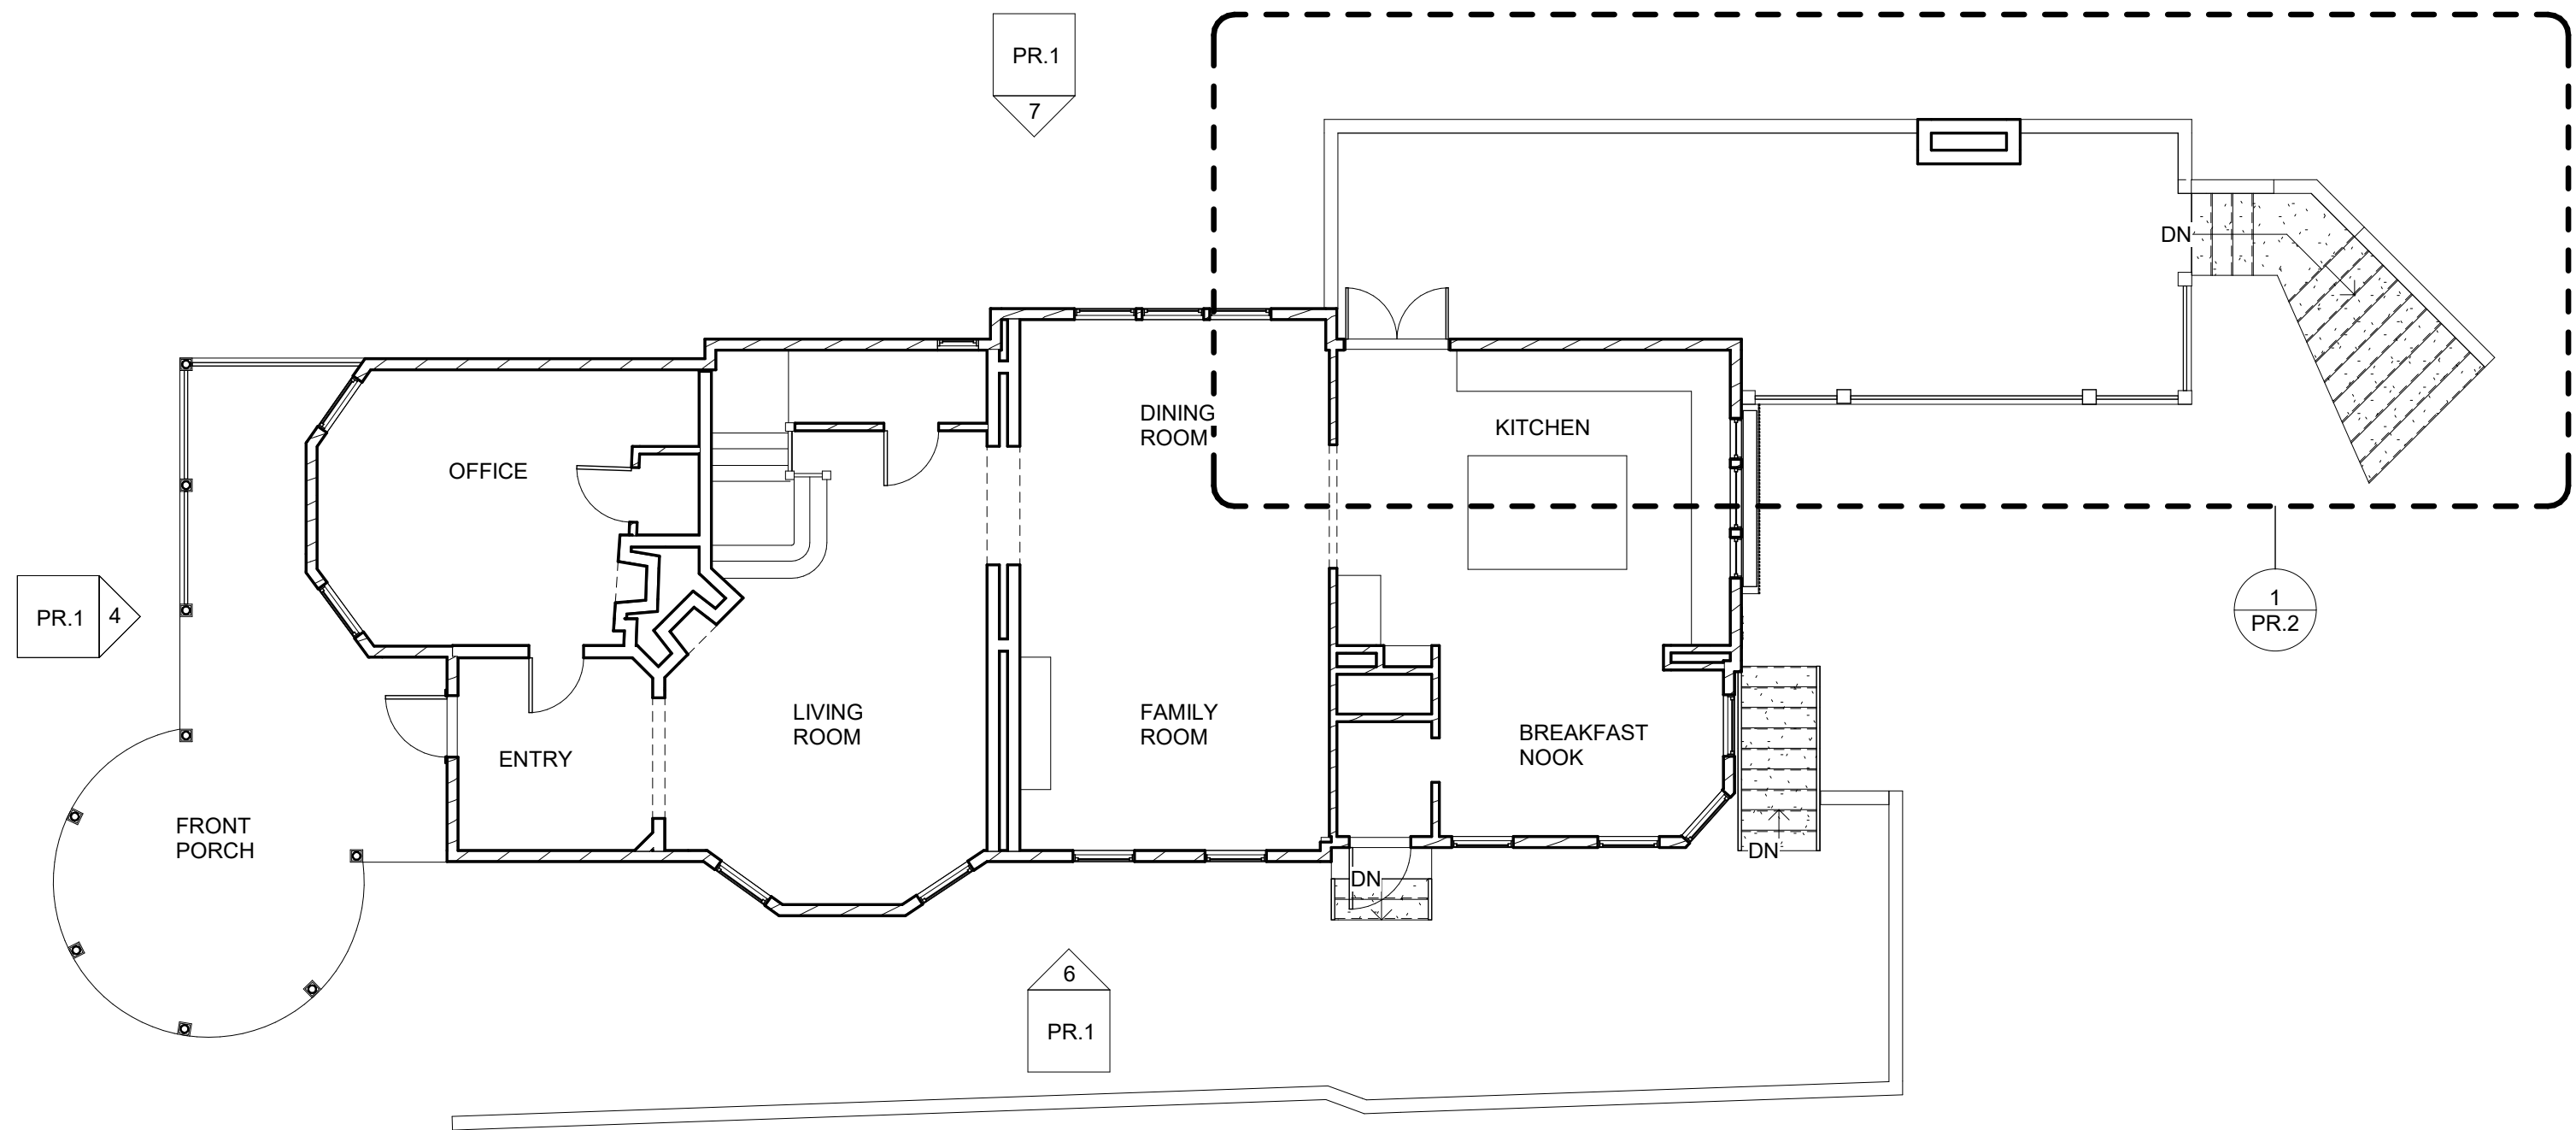 PR.1
7
DN
DINING
ROOM
KITCHEN
OFFICE
PR.1
4
1
PR.2
LIVING
ROOM
FAMILY
ROOM
BREAKFAST
NOOK
ENTRY
FRONT
PORCH
DN
DN
6
PR.1